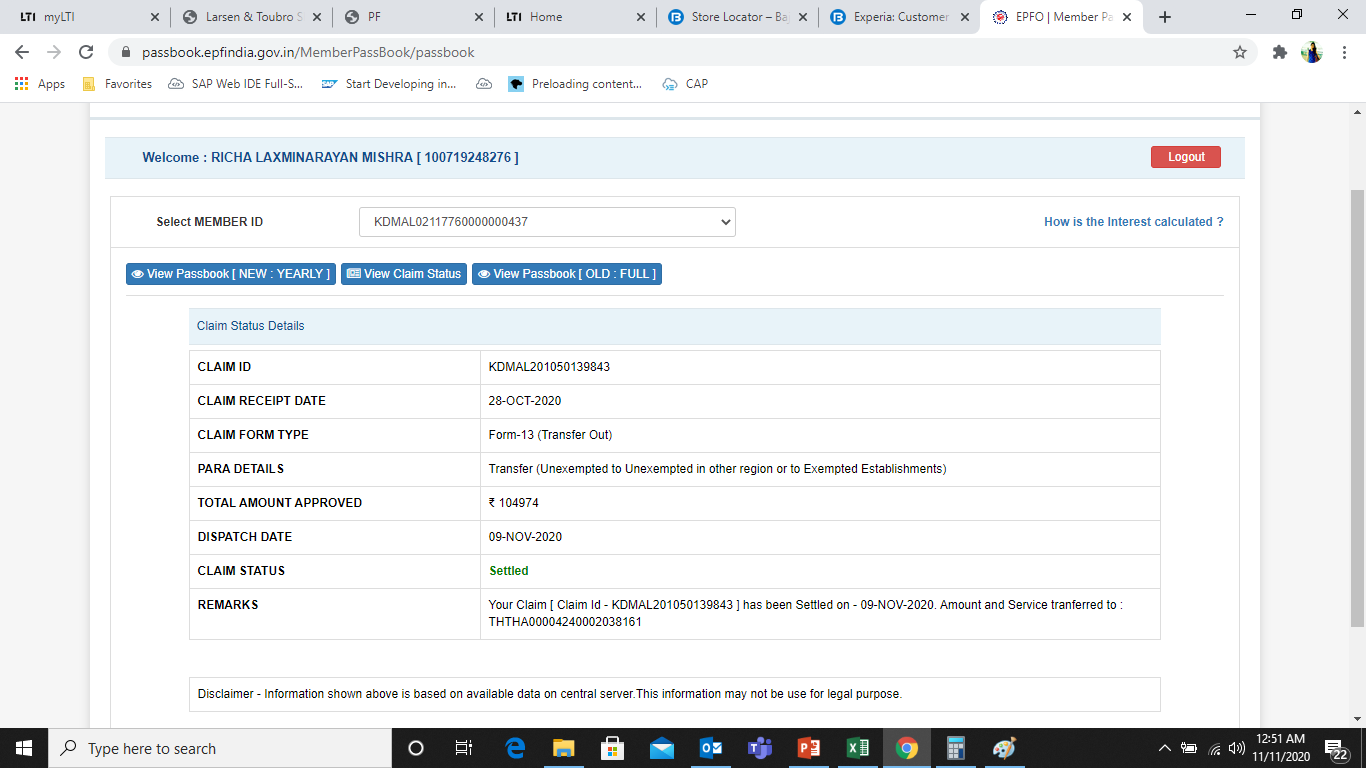 LTI myLTI
Larsen & Toubro S
PF
LTI Home
Store Locator – Ba
Experia: Customer
EPFO | Member Pa
passbook.epfindia.gov.in/MemberPassBook/passbook
Apps Favorites SAP Web IDE Full-S... Start Developing in... Preloading content... CAP
Welcome : RICHA LAXMINARAYAN MISHRA [ 100719248276 ] Logout
Select MEMBER ID KDMAL02117760000000437 How is the Interest calculated ?
View Passbook [ NEW : YEARLY ] View Claim Status View Passbook [ OLD : FULL ]
Claim Status Details
CLAIM ID KDMAL201050139843
CLAIM RECEIPT DATE 28-OCT-2020
CLAIM FORM TYPE Form-13 (Transfer Out)
PARA DETAILS Transfer (Unexempted to Unexempted in other region or to Exempted Establishments)
TOTAL AMOUNT APPROVED ₹ 104974
DISPATCH DATE 09-NOV-2020
CLAIM STATUS Settled
REMARKS Your Claim [ Claim Id - KDMAL201050139843 ] has been Settled on - 09-NOV-2020. Amount and Service tranferred to :
THTHA00004240002038161
Disclaimer - Information shown above is based on available data on central server.This information may not be use for legal purpose.
Type here to search
12:51 AM
11/11/2020
22